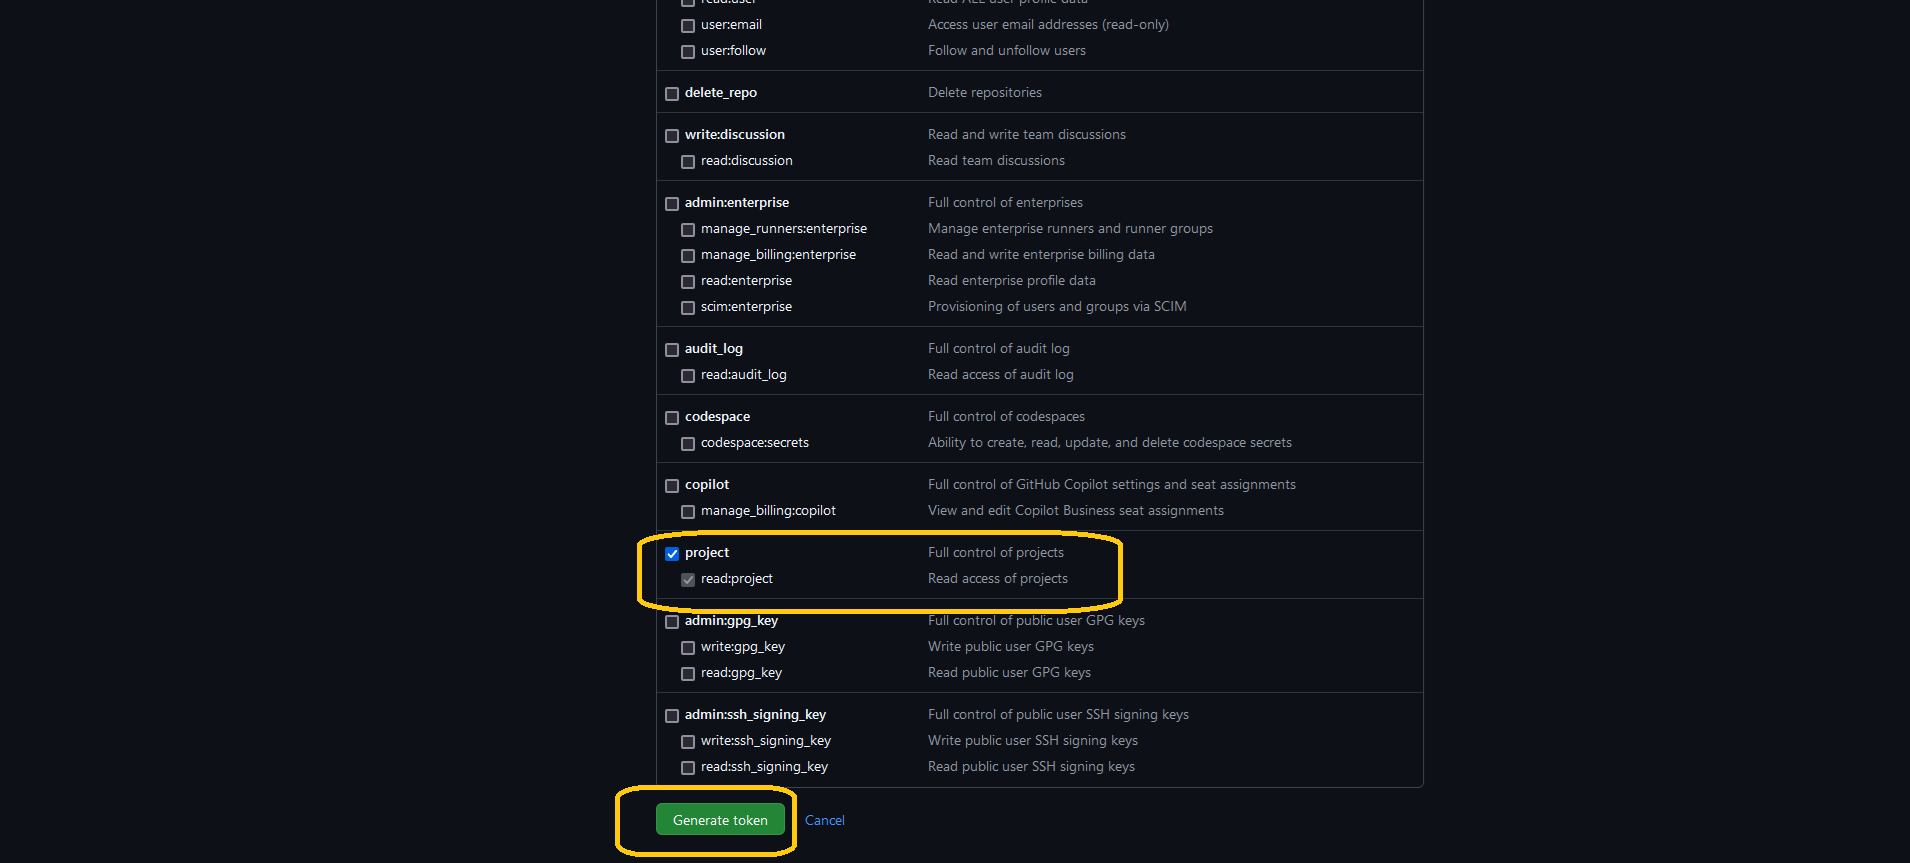 read:user Read ALL user profile data
user:email Access user email addresses (read-only)
user:follow Follow and unfollow users
delete_repo Delete repositories
write:discussion Read and write team discussions
read:discussion Read team discussions
admin:enterprise Full control of enterprises
manage_runners:enterprise Manage enterprise runners and runner groups
manage_billing:enterprise Read and write enterprise billing data
read:enterprise Read enterprise profile data
scim:enterprise Provisioning of users and groups via SCIM
audit_log Full control of audit log
read:audit_log Read access of audit log
codespace Full control of codespaces
codespace:secrets Ability to create, read, update, and delete codespace secrets
copilot Full control of GitHub Copilot settings and seat assignments
manage_billing:copilot View and edit Copilot Business seat assignments
project Full control of projects
read:project Read access of projects
admin:gpg_key Full control of public user GPG keys
write:gpg_key Write public user GPG keys
read:gpg_key Read public user GPG keys
admin:ssh_signing_key Full control of public user SSH signing keys
write:ssh_signing_key Write public user SSH signing keys
read:ssh_signing_key Read public user SSH signing keys
Generate token Cancel